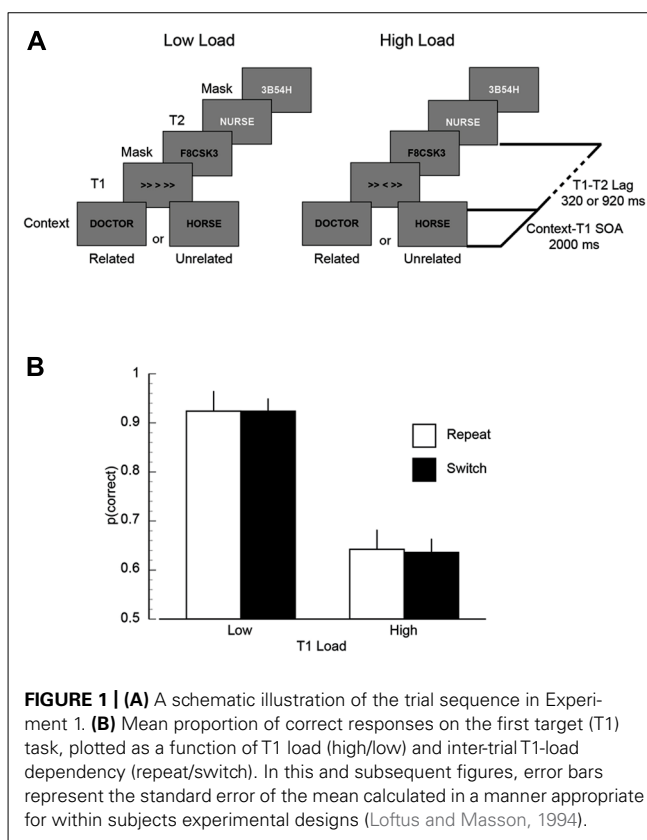 A
Low Load
High Load
Mask
3B54H
3B54H
T2
NURSE
NURSE
Mask
F8CSK3
F8CSK3
T1
>> > >>
>> < >>
T1-T2 Lag
320 or 920 ms
Context
DOCTOR
or
HORSE
DOCTOR
or
HORSE
Context-T1 SOA
2000 ms
Related
Unrelated
Related
Unrelated
B
1
0.9
0.8
0.7
0.6
0.5
p(correct)
Repeat
Switch
Low
High
T1 Load
FIGURE 1 | (A) A schematic illustration of the trial sequence in Experi-
ment 1. (B) Mean proportion of correct responses on the first target (T1)
task, plotted as a function of T1 load (high/low) and inter-trial T1-load
dependency (repeat/switch). In this and subsequent figures, error bars
represent the standard error of the mean calculated in a manner appropriate
for within subjects experimental designs (Loftus and Masson, 1994).